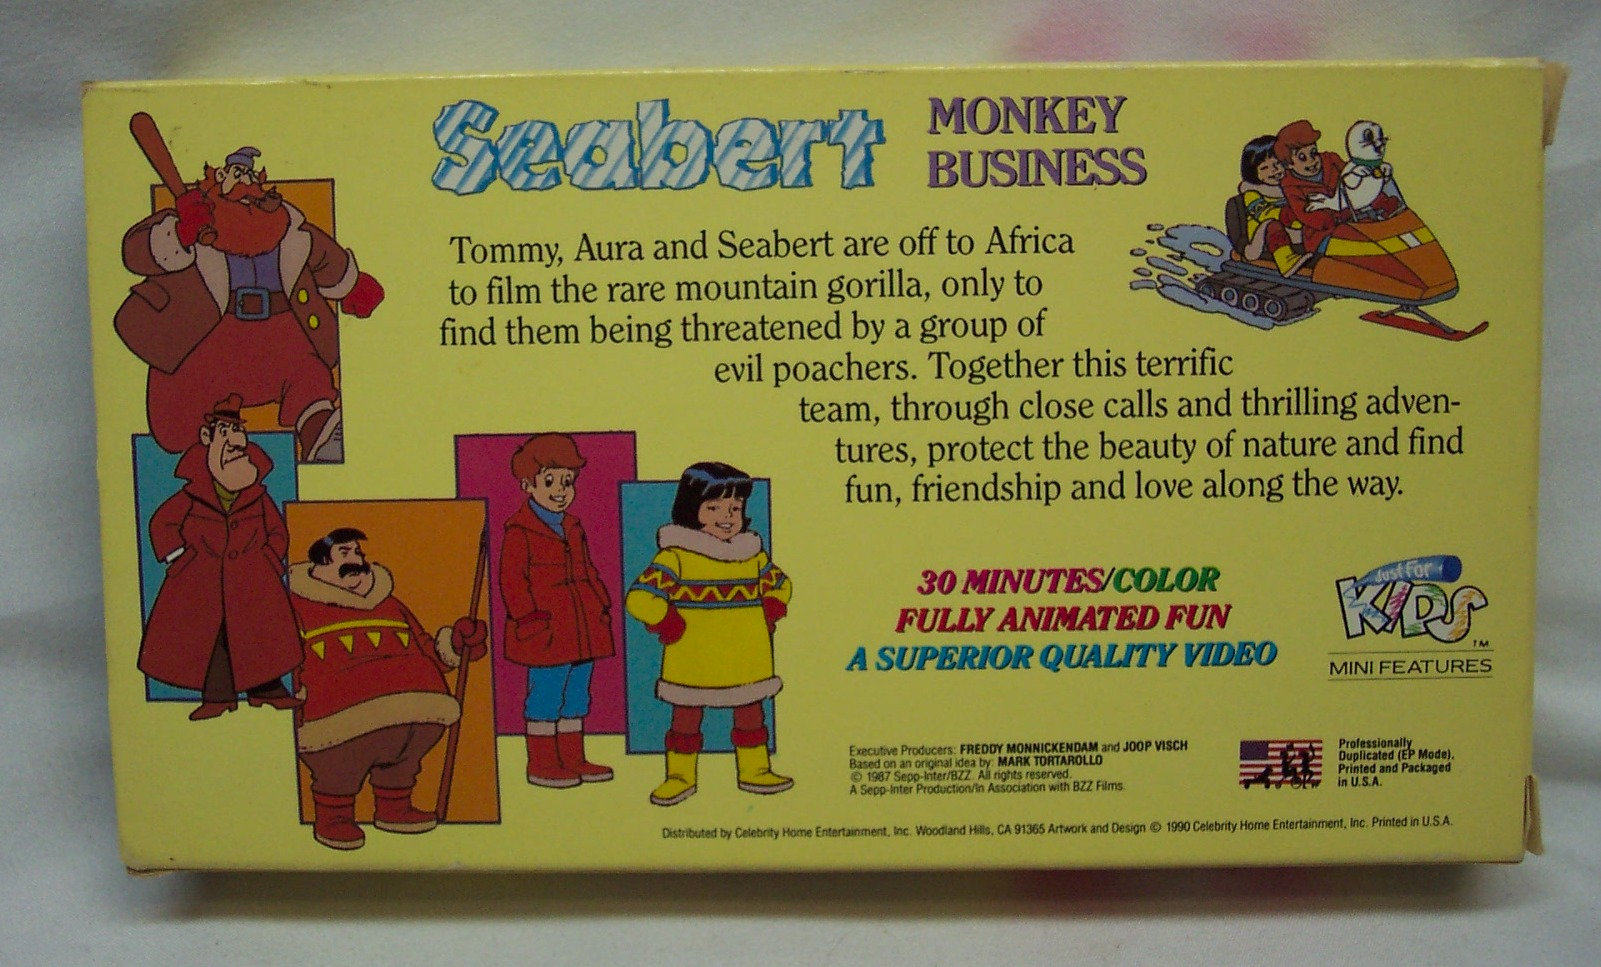 Seabert
MONKEY
BUSINESS
Tommy, Aura and Seabert are off to Africa
to film the rare mountain gorilla, only to
find them being threatened by a group of
evil poachers. Together this terrific
team, through close calls and thrilling adven-
tures, protect the beauty of nature and find
fun, friendship and love along the way.
30 MINUTES/COLOR
FULLY ANIMATED FUN
A SUPERIOR QUALITY VIDEO
Just For
KIDS
TM
MINI FEATURES
Executive Producers: FREDDY MONNICKENDAM and JOOP VISCH
Based on an original idea by: MARK TORTAROLLO
© 1987 Sepp-Inter/BZZ. All rights reserved.
A Sepp-Inter Production/In Association with BZZ Films
Professionally
Duplicated (EP Mode),
Printed and Packaged
in U.S.A.
Distributed by Celebrity Home Entertainment, Inc. Woodland Hills, CA 91365 Artwork and Design © 1990 Celebrity Home Entertainment, Inc. Printed in U.S.A.